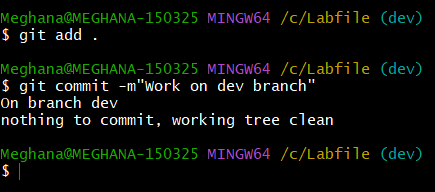 Meghana@MEGHANA-150325 MINGW64 /c/Labfile (dev)
$ git add .
Meghana@MEGHANA-150325 MINGW64 /c/Labfile (dev)
$ git commit -m"Work on dev branch"
On branch dev
nothing to commit, working tree clean
Meghana@MEGHANA-150325 MINGW64 /c/Labfile (dev)
$